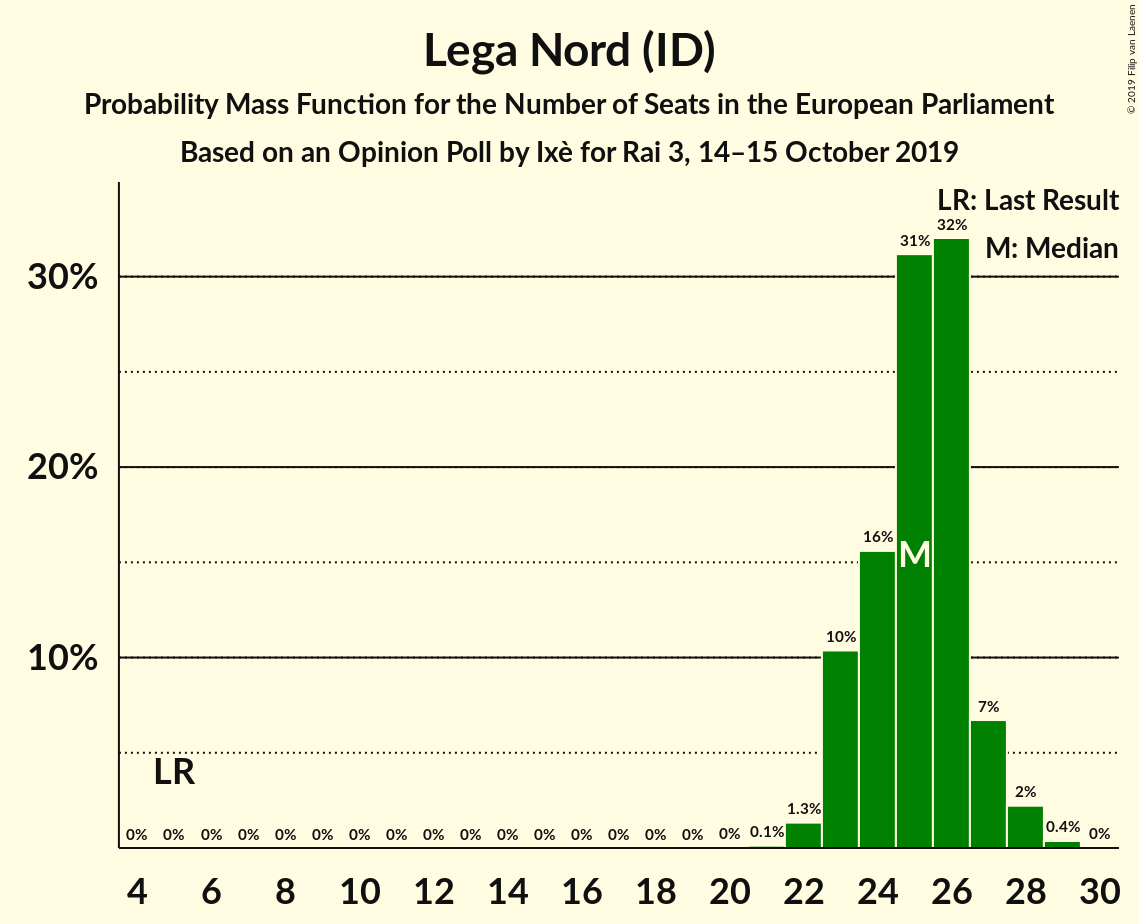 Lega Nord (ID)
Probability Mass Function for the Number of Seats in the European Parliament
Based on an Opinion Poll by Ixè for Rai 3, 14–15 October 2019
© 2019 Filip van Laenen
LR: Last Result
M: Median
30%
20%
10%
0% 0% 0% 0% 0% 0% 0% 0% 0% 0% 0% 0% 0% 0% 0% 0% 0% 0.1% 1.3% 10% 16% 31% 32% 7% 2% 0.4% 0%
LR
M
4 6 8 10 12 14 16 18 20 22 24 26 28 30